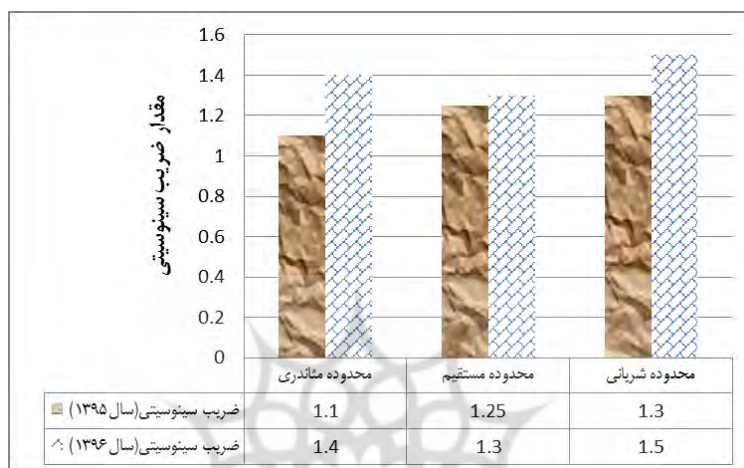 مقدار ضریب سینوسیتی
1.6
1.4
1.2
1
0.8
0.6
0.4
0.2
0
محدوده مئاندری محدوده مستقیم محدوده شریانی
ضریب سینوسیتی(سال ۱۳۹۵) 1.1 1.25 1.3
ضریب سینوسیتی(سال ۱۳۹۶) 1.4 1.3 1.5